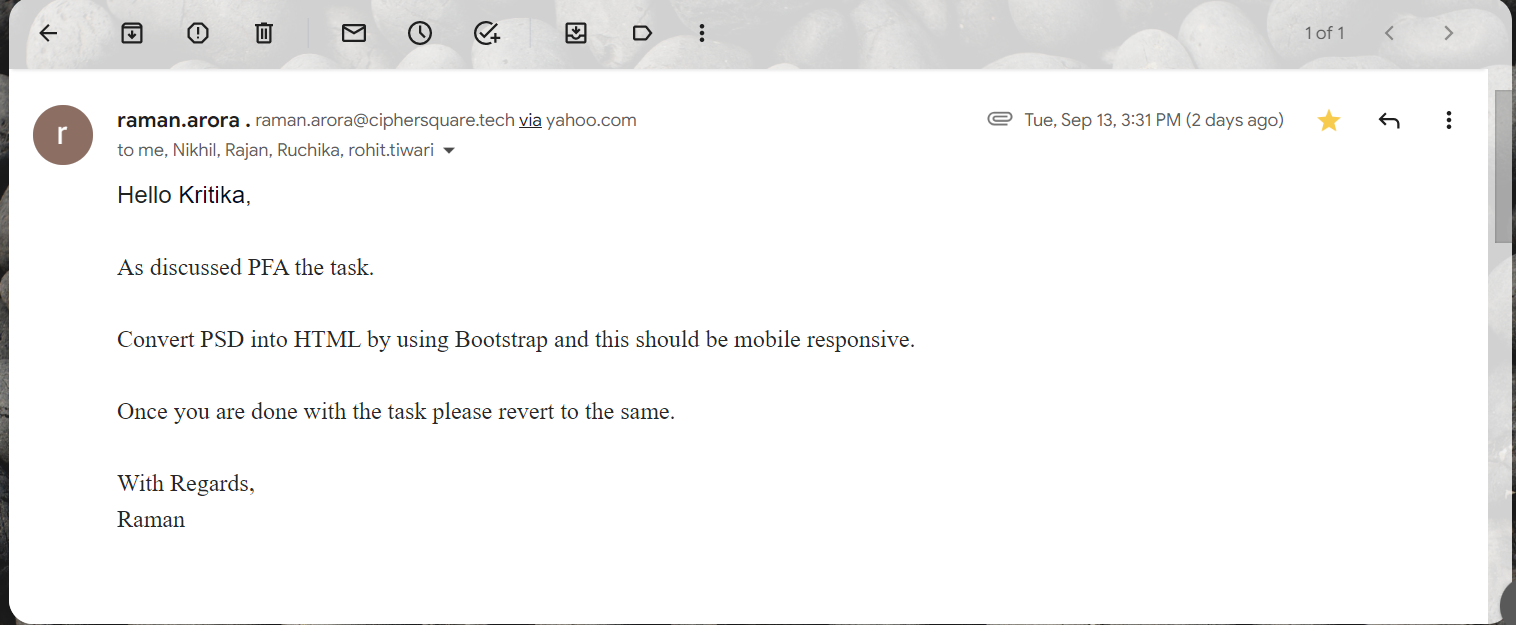 1 of 1
r
raman.arora . raman.arora@ciphersquare.tech via yahoo.com
Tue, Sep 13, 3:31 PM (2 days ago)
to me, Nikhil, Rajan, Ruchika, rohit.tiwari
Hello Kritika,
As discussed PFA the task.
Convert PSD into HTML by using Bootstrap and this should be mobile responsive.
Once you are done with the task please revert to the same.
With Regards,
Raman